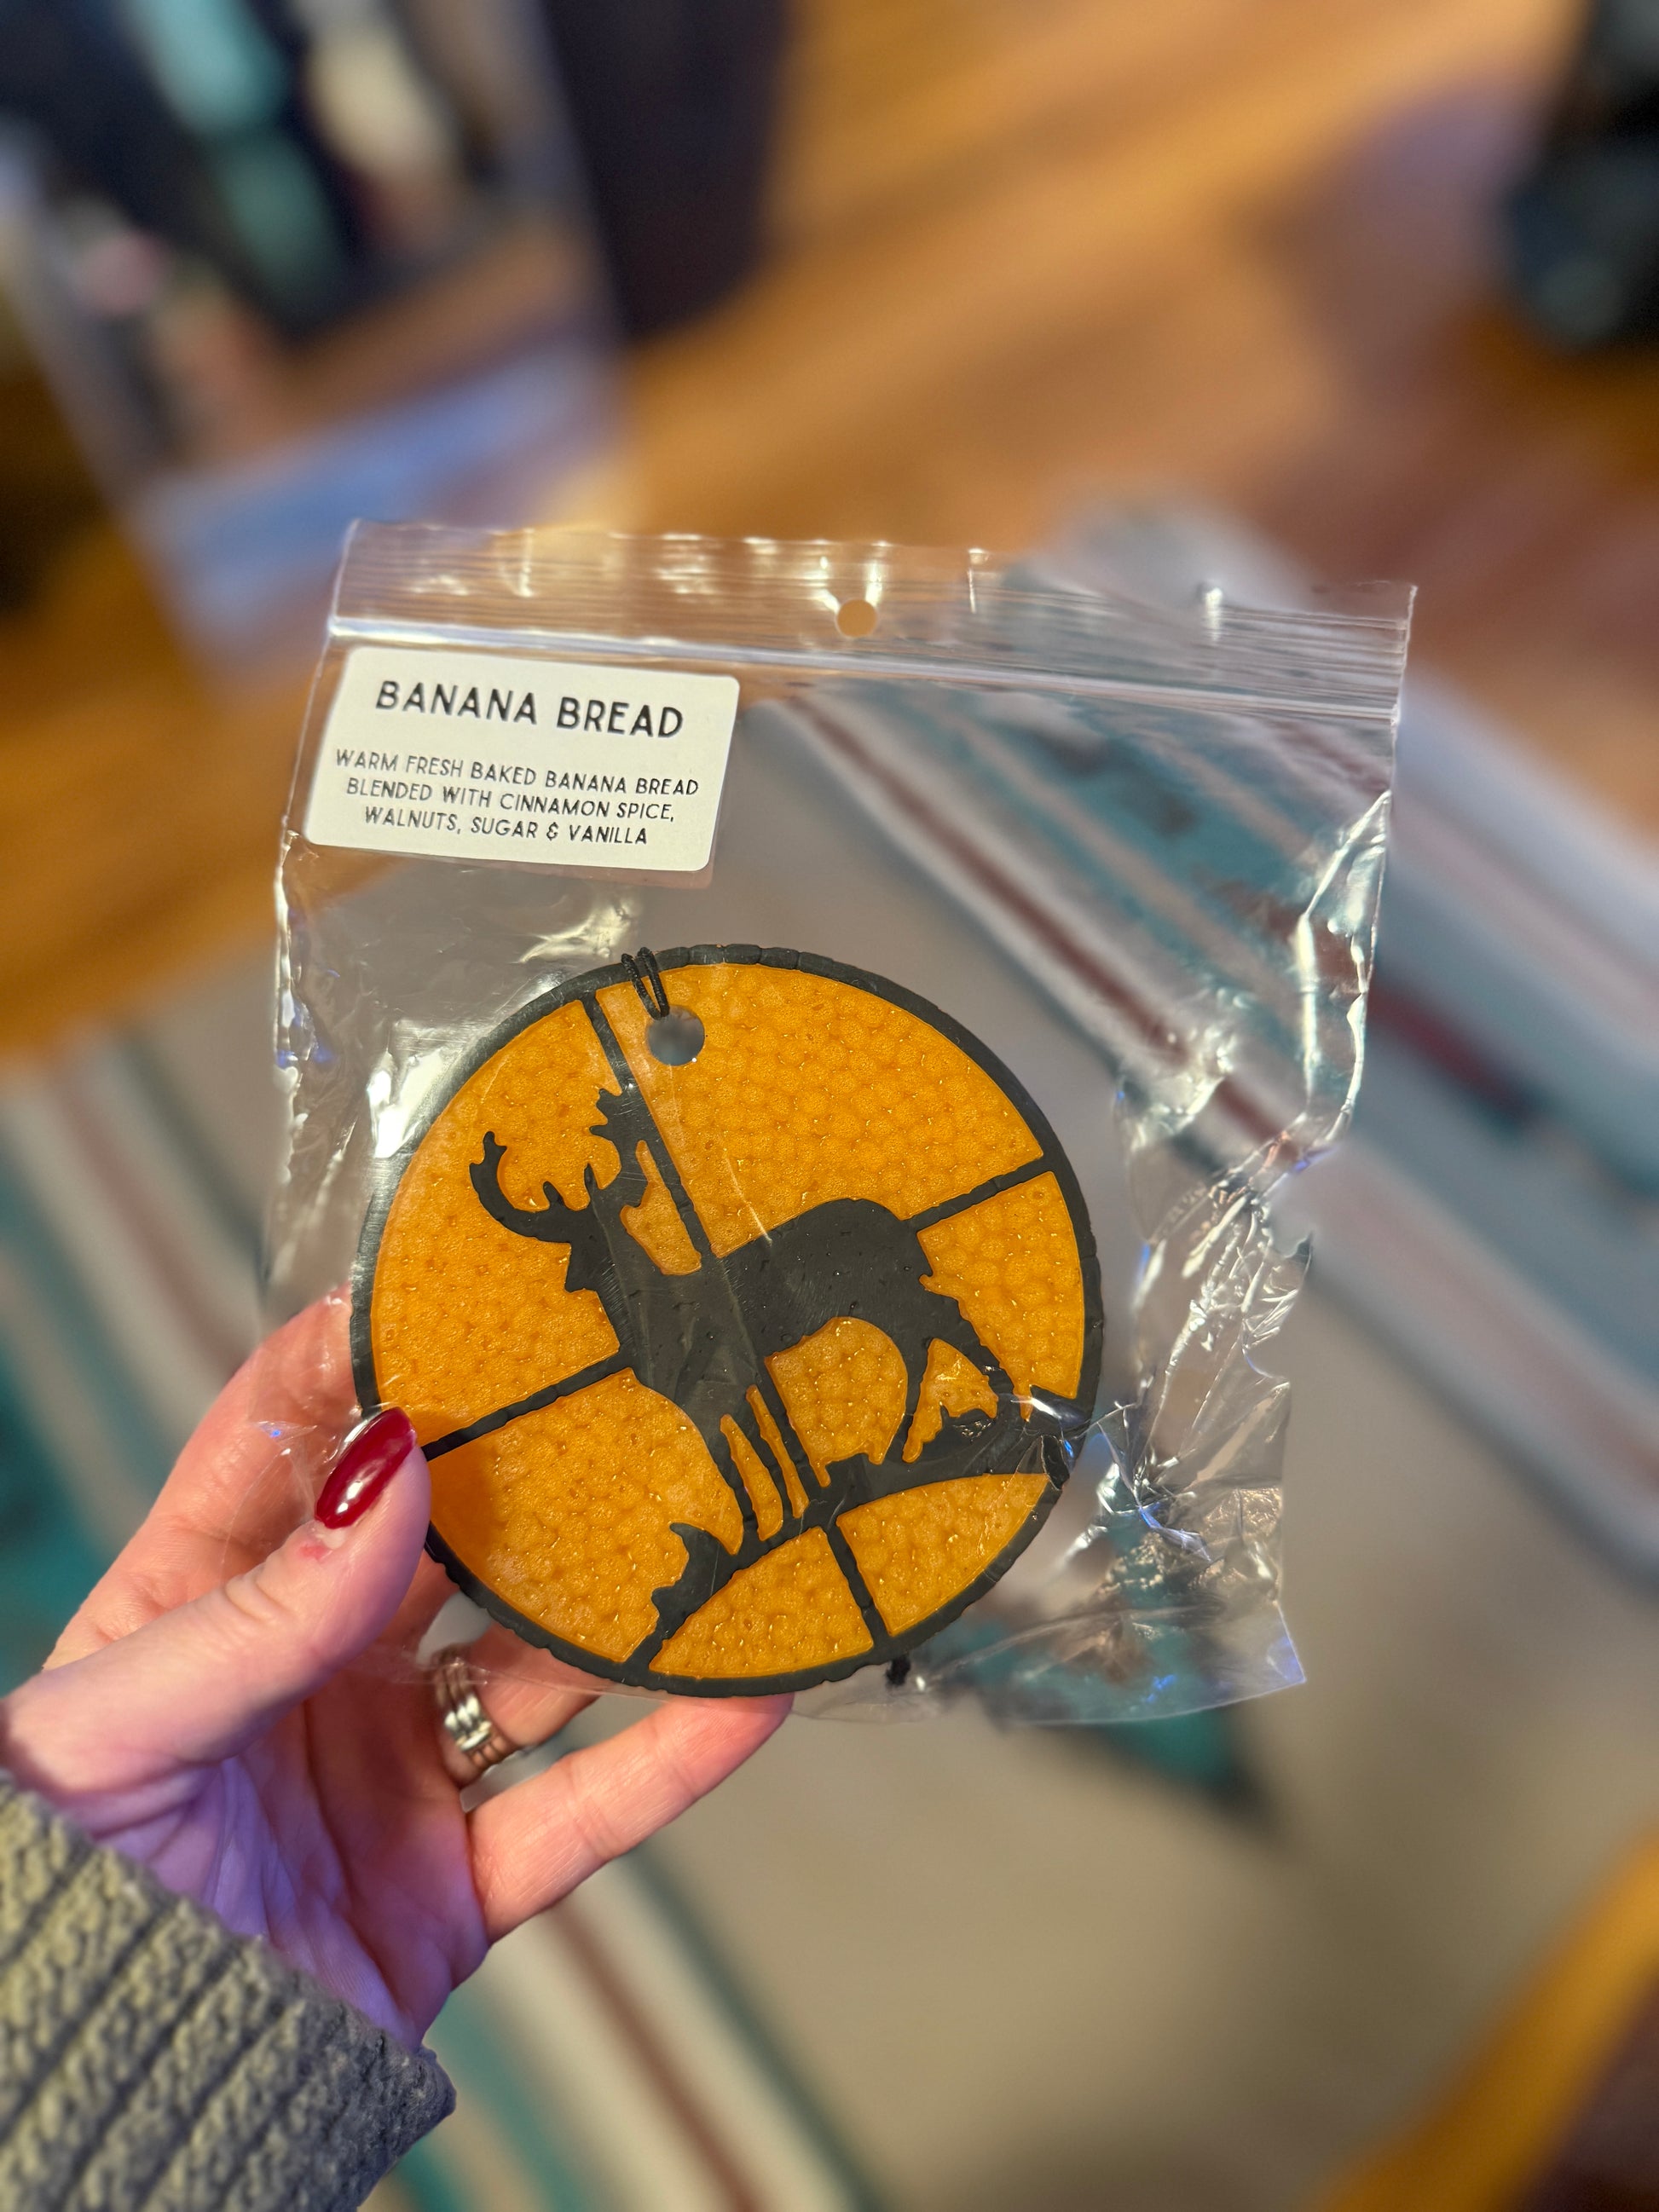 BANANA BREAD
WARM FRESH BAKED BANANA BREAD
BLENDED WITH CINNAMON SPICE,
WALNUTS, SUGAR & VANILLA